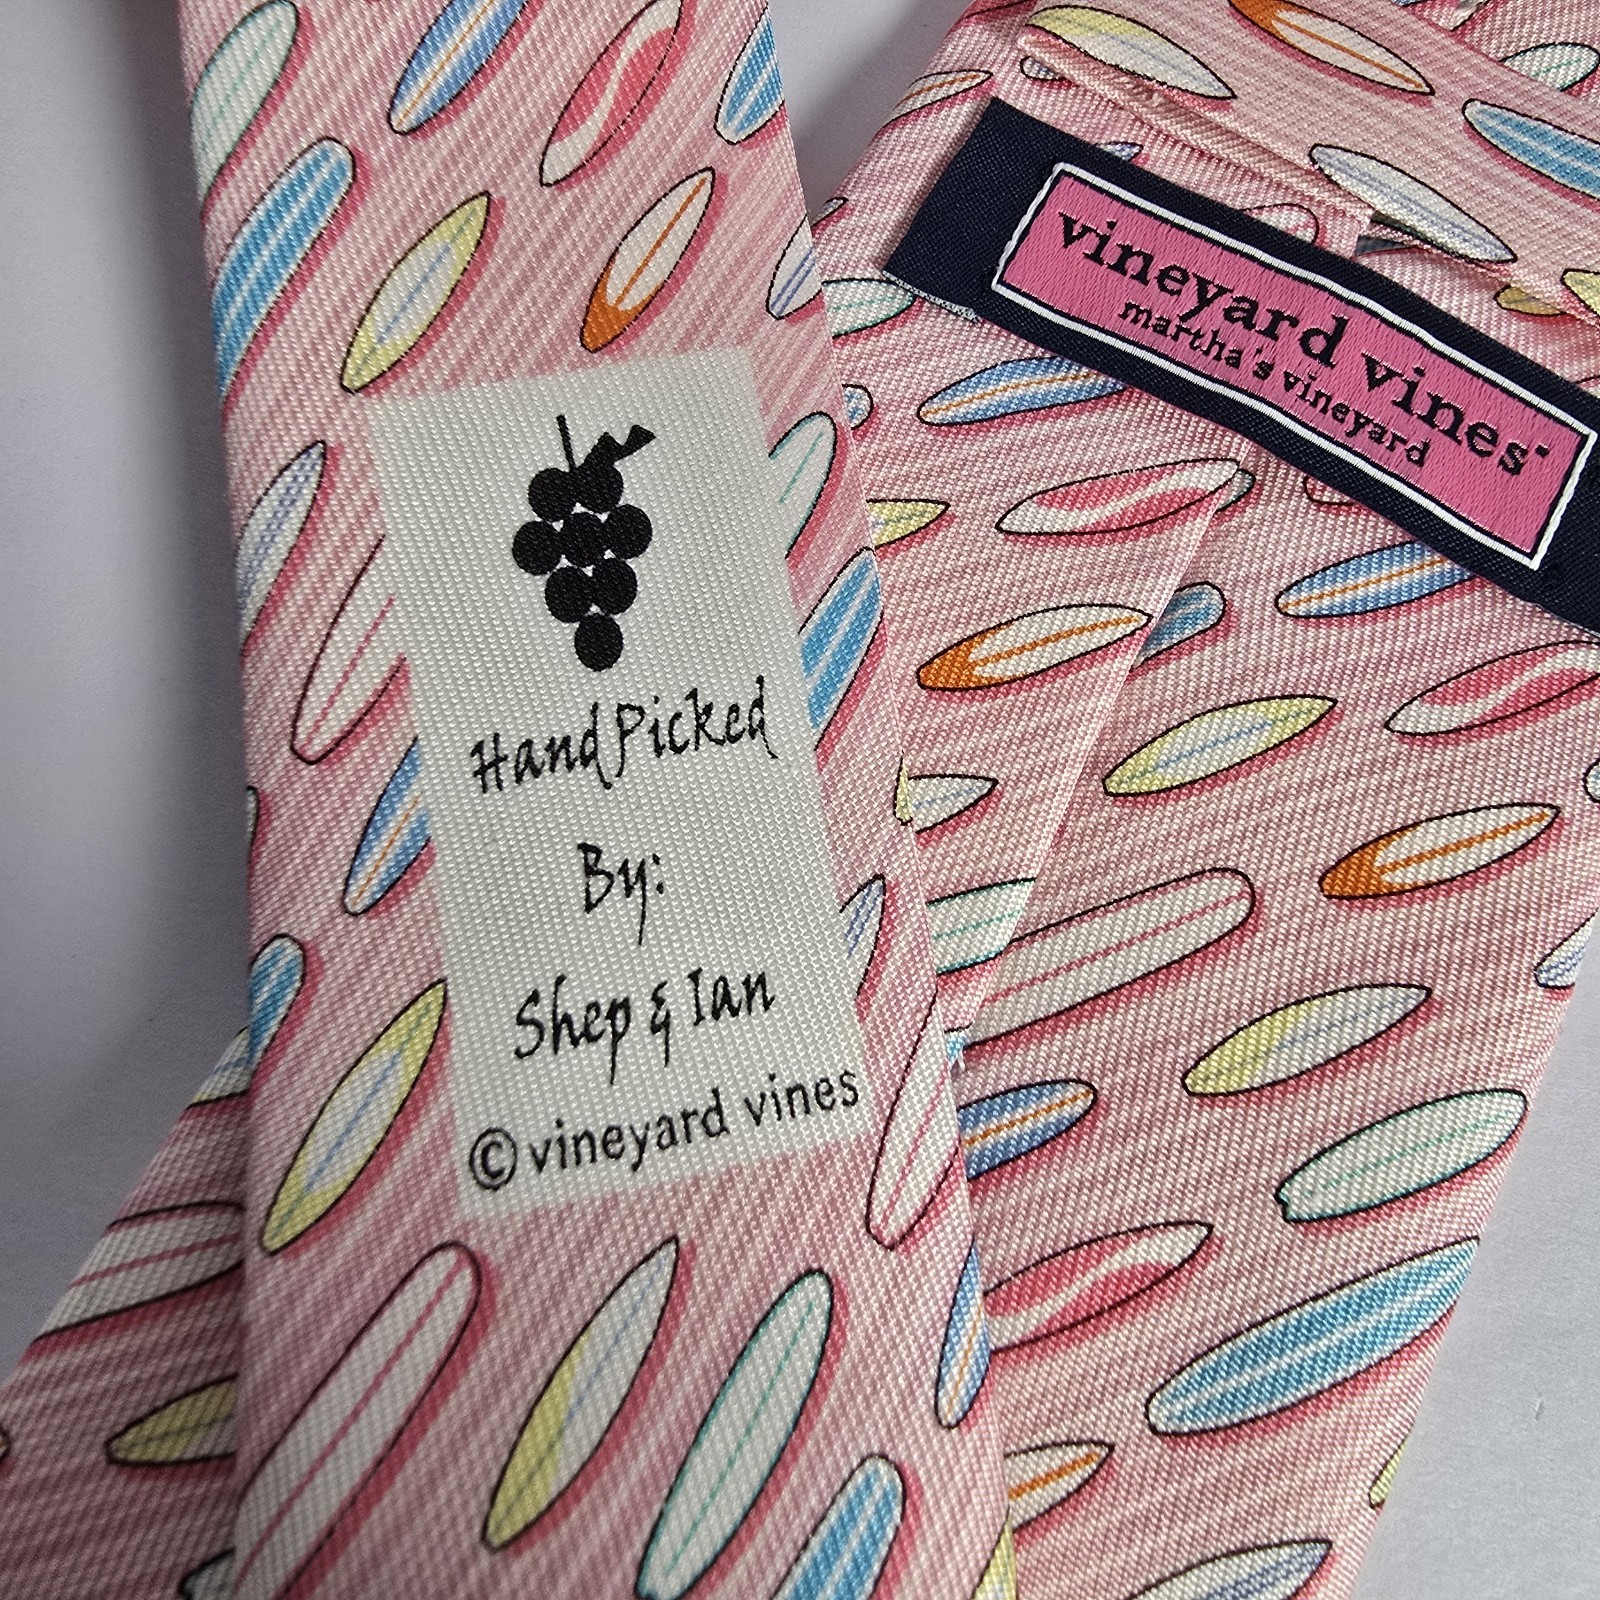 vineyard vines
martha's vineyard
HandPicked
By:
Shep & Ian
©vineyard vines